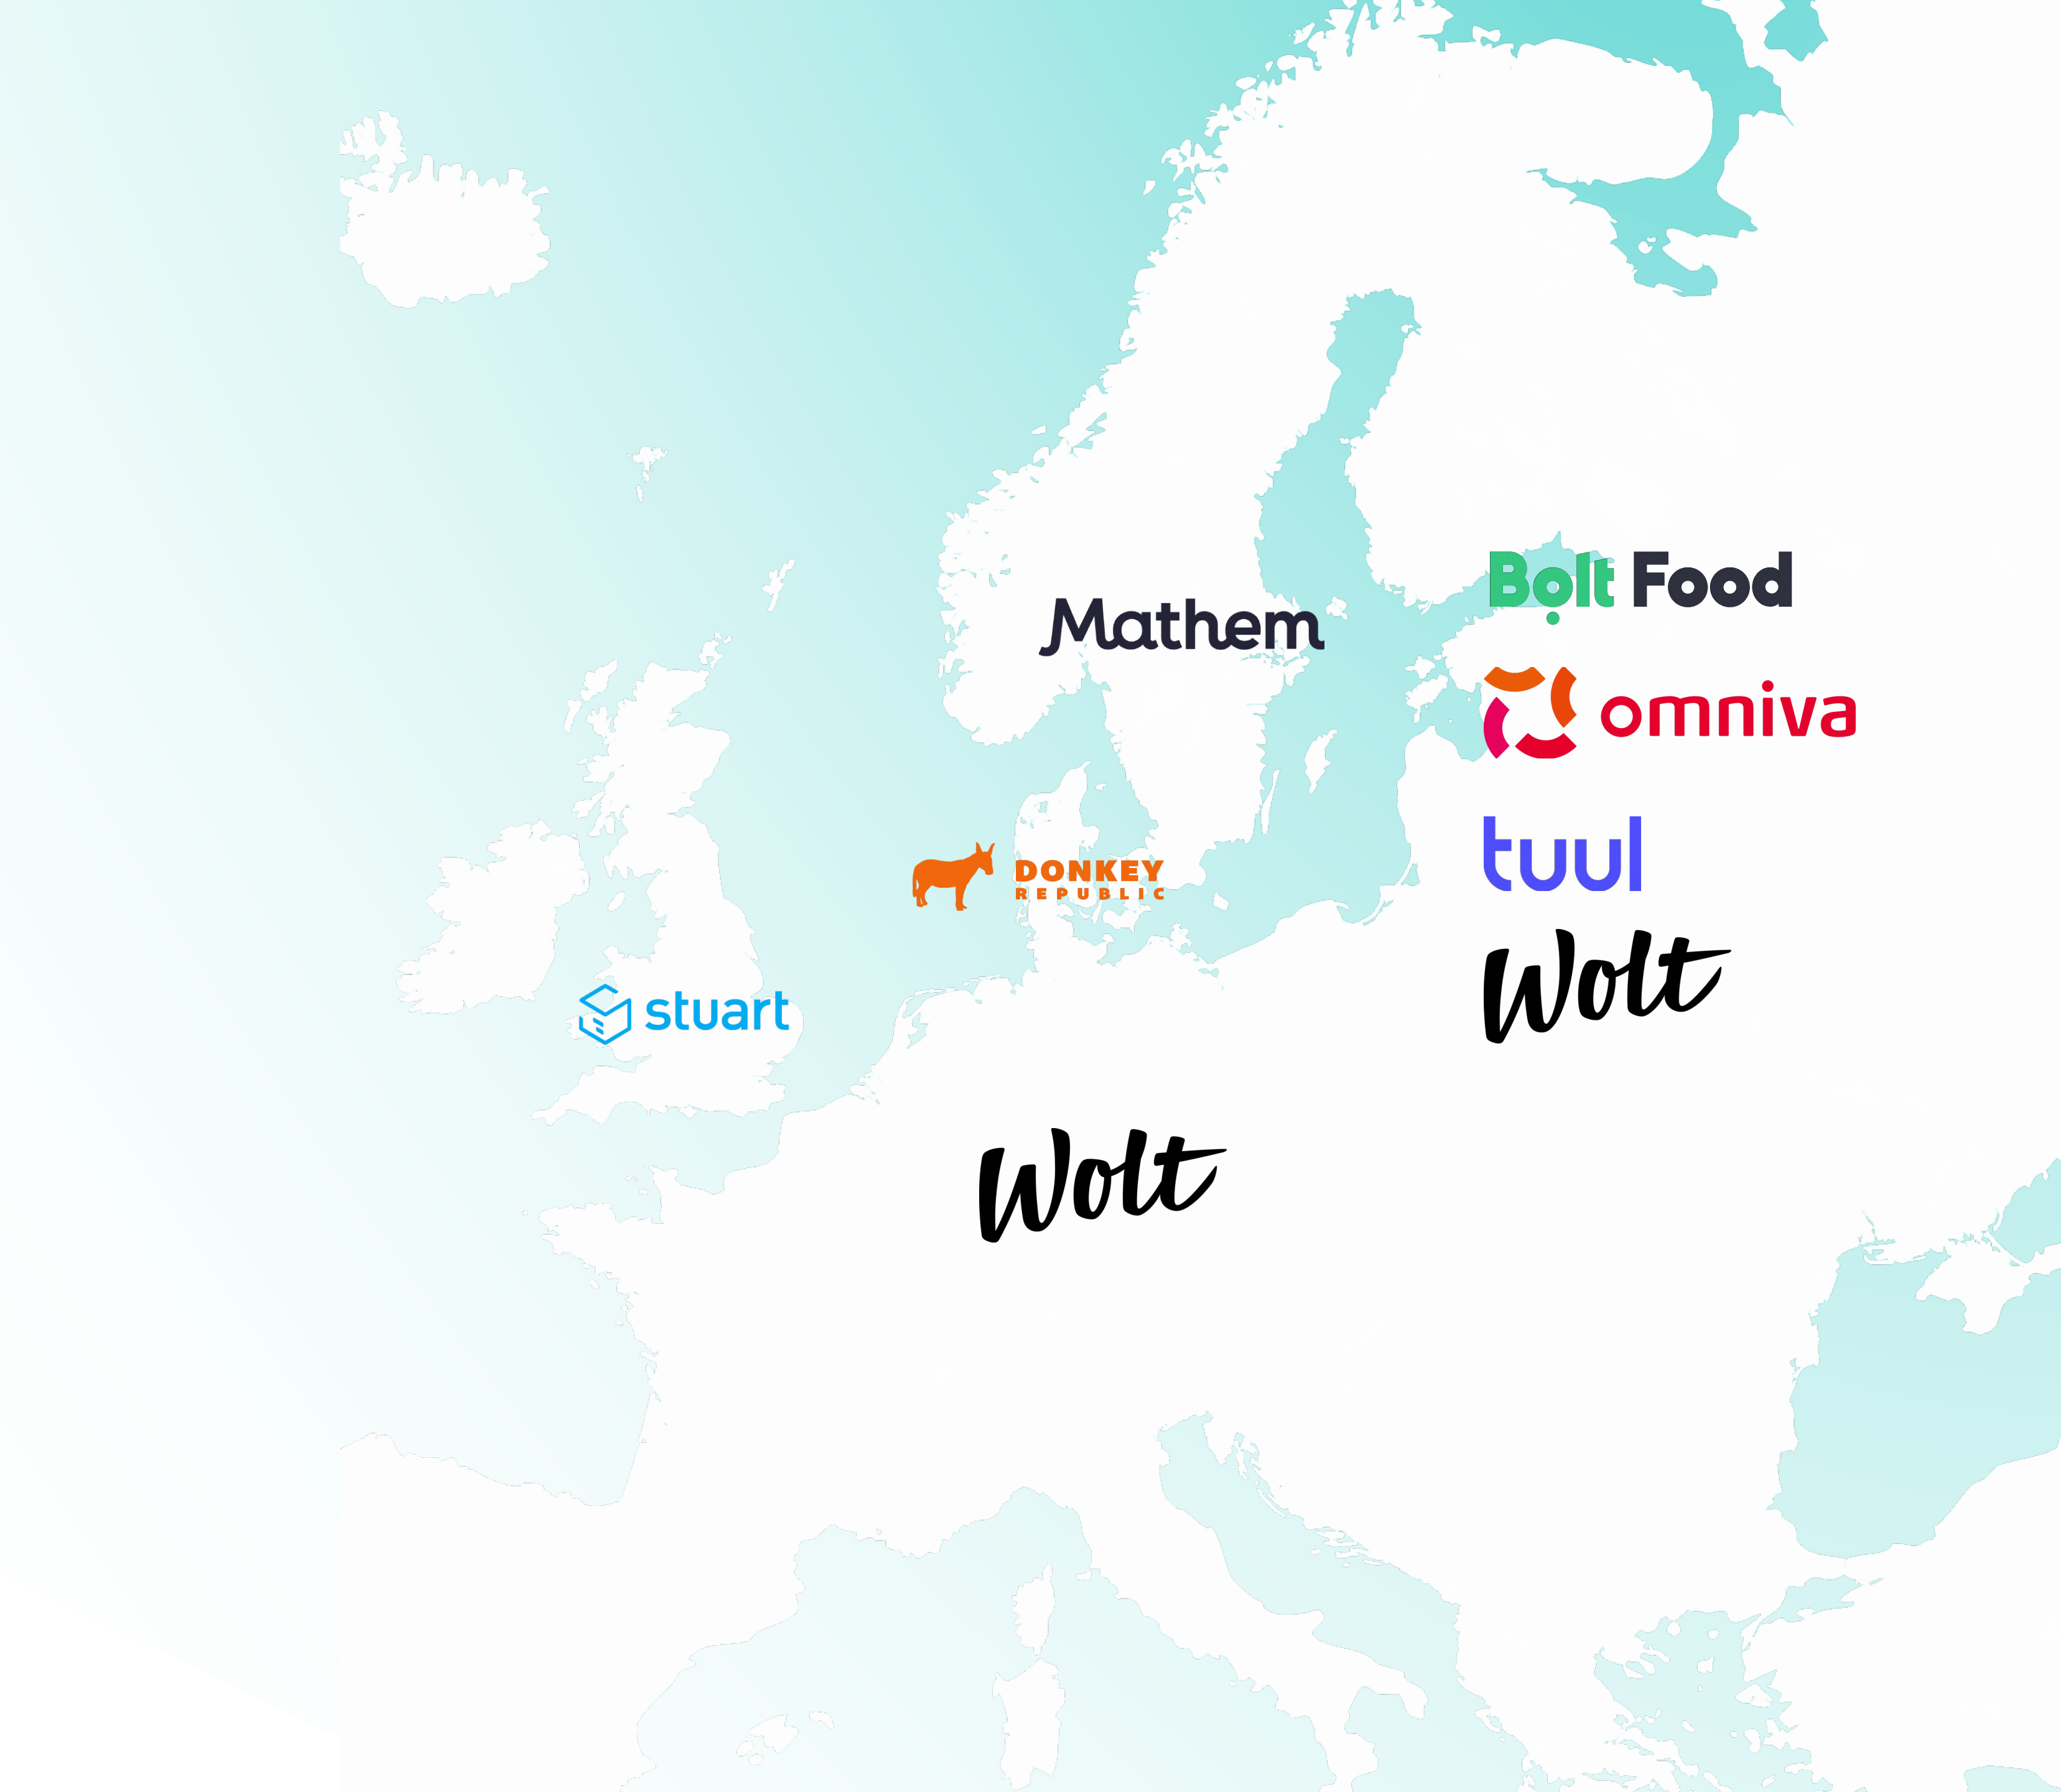 Bolt Food
Mathem
omniva
tuul
DONKEY
REPUBLIC
Wolt
stuart
Wolt